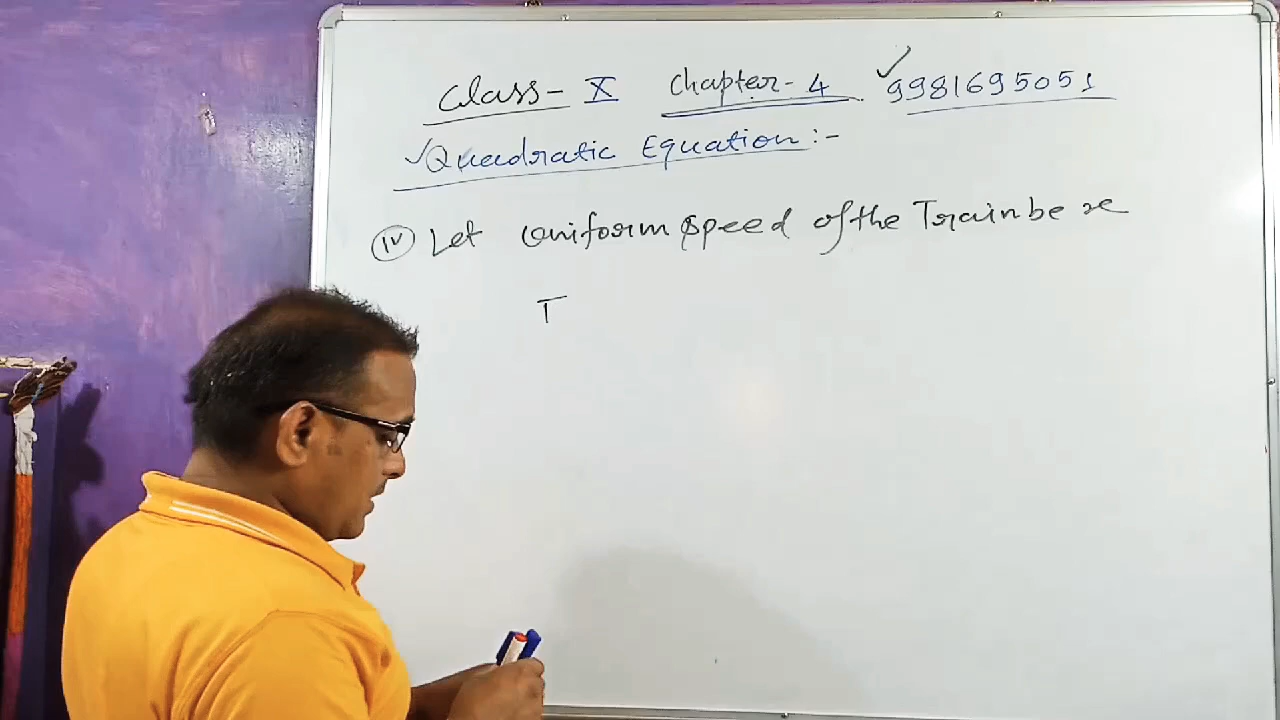 Class - X Chapter - 4 ✓9981695051
✓Quadratic Equation :-
(iv) Let Uniform speed of the Train be x
T